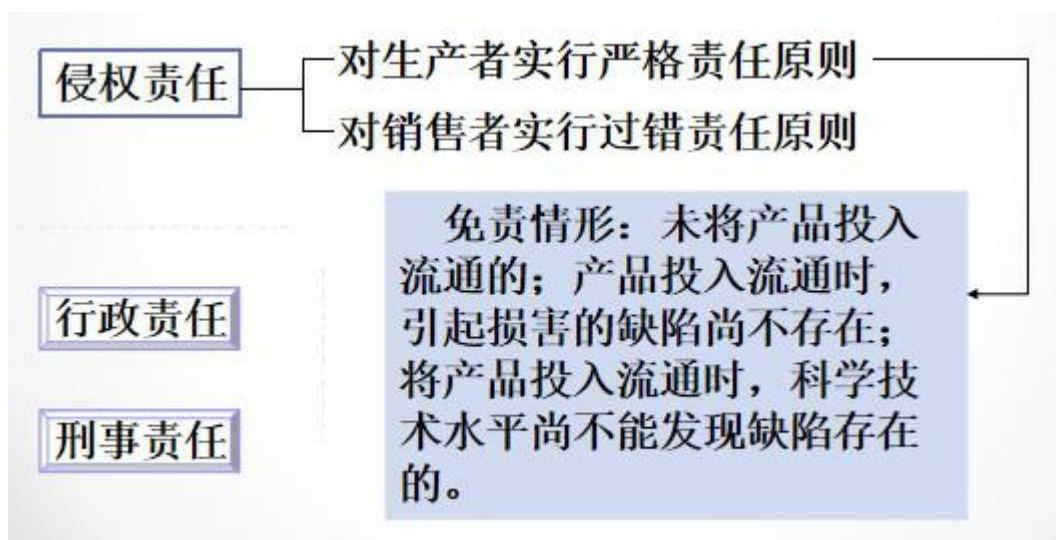 侵权责任
对生产者实行严格责任原则
对销售者实行过错责任原则
免责情形：未将产品投入
流通的；产品投入流通时，
引起损害的缺陷尚不存在；
将产品投入流通时，科学技
术水平尚不能发现缺陷存在
的。
行政责任
刑事责任